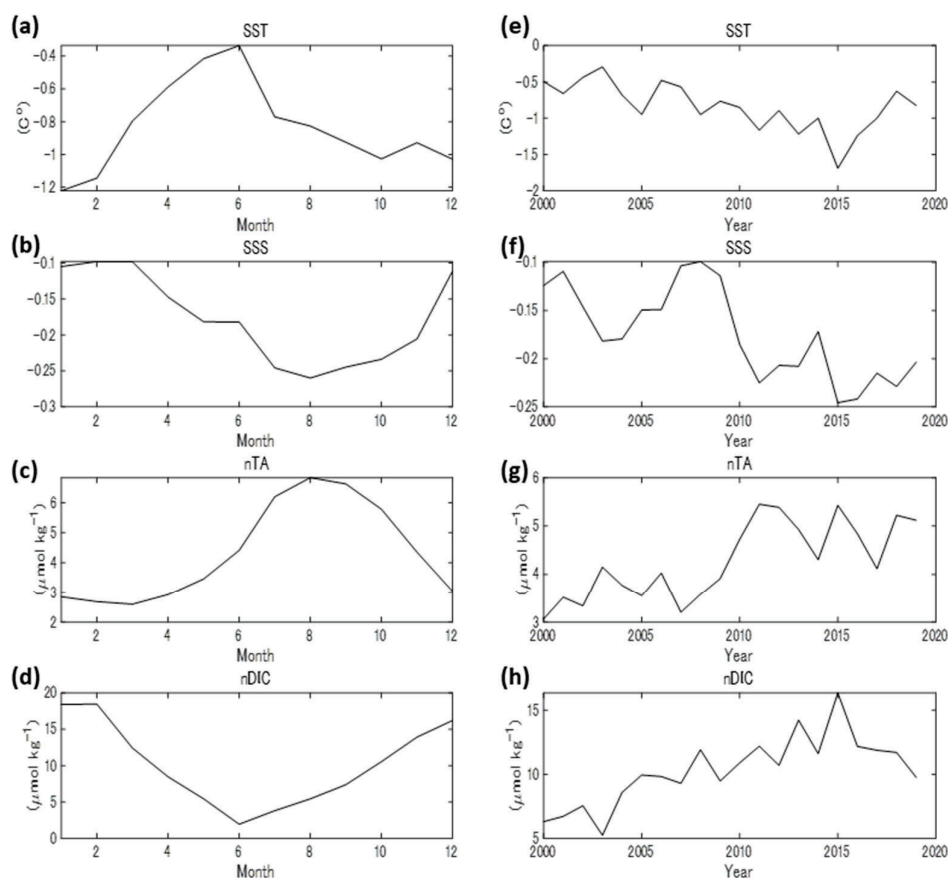 (a)
SST
(C°)
-0.4
-0.6
-0.8
-1
-1.2
2 4 6 8 10 12
Month
(b)
SSS
-0.1
-0.15
-0.2
-0.25
-0.3
2 4 6 8 10 12
Month
(c)
nTA
(μmol kg⁻¹)
6
5
4
3
2
2 4 6 8 10 12
Month
(d)
nDIC
(μmol kg⁻¹)
20
15
10
5
0
2 4 6 8 10 12
Month
(e)
SST
(C°)
0
-0.5
-1
-1.5
-2
2000 2005 2010 2015 2020
Year
(f)
SSS
-0.1
-0.15
-0.2
-0.25
2000 2005 2010 2015 2020
Year
(g)
nTA
(μmol kg⁻¹)
6
5
4
3
2000 2005 2010 2015 2020
Year
(h)
nDIC
(μmol kg⁻¹)
15
10
5
2000 2005 2010 2015 2020
Year